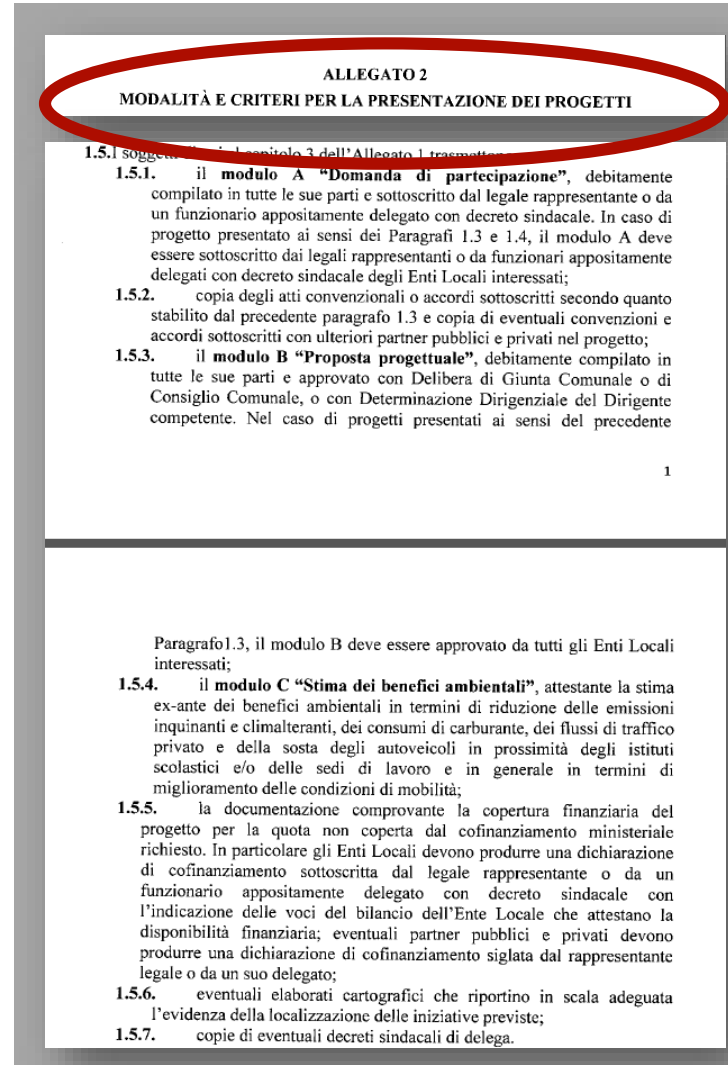 ALLEGATO 2
MODALITÀ E CRITERI PER LA PRESENTAZIONE DEI PROGETTI
1.5.I soggetti capitolo 3 dell'Allegato 1
1.5.1. il modulo A “Domanda di partecipazione”, debitamente
compilato in tutte le sue parti e sottoscritto dal legale rappresentante o da
un funzionario appositamente delegato con decreto sindacale. In caso di
progetto presentato ai sensi dei Paragrafi 1.3 e 1.4, il modulo A deve
essere sottoscritto dai legali rappresentanti o da funzionari appositamente
delegati con decreto sindacale degli Enti Locali interessati;
1.5.2. copia degli atti convenzionali o accordi sottoscritti secondo quanto
stabilito dal precedente paragrafo 1.3 e copia di eventuali convenzioni e
accordi sottoscritti con ulteriori partner pubblici e privati nel progetto;
1.5.3. il modulo B “Proposta progettuale”, debitamente compilato in
tutte le sue parti e approvato con Delibera di Giunta Comunale o di
Consiglio Comunale, o con Determinazione Dirigenziale del Dirigente
competente. Nel caso di progetti presentati ai sensi del precedente
1
Paragrafo1.3, il modulo B deve essere approvato da tutti gli Enti Locali
interessati;
1.5.4. il modulo C “Stima dei benefici ambientali”, attestante la stima
ex-ante dei benefici ambientali in termini di riduzione delle emissioni
inquinanti e climalteranti, dei consumi di carburante, dei flussi di traffico
privato e della sosta degli autoveicoli in prossimità degli istituti
scolastici e/o delle sedi di lavoro e in generale in termini di
miglioramento delle condizioni di mobilità;
1.5.5. la documentazione comprovante la copertura finanziaria del
progetto per la quota non coperta dal cofinanziamento ministeriale
richiesto. In particolare gli Enti Locali devono produrre una dichiarazione
di cofinanziamento sottoscritta dal legale rappresentante o da un
funzionario appositamente delegato con decreto sindacale con
l'indicazione delle voci del bilancio dell'Ente Locale che attestano la
disponibilità finanziaria; eventuali partner pubblici e privati devono
produrre una dichiarazione di cofinanziamento siglata dal rappresentante
legale o da un suo delegato;
1.5.6. eventuali elaborati cartografici che riportino in scala adeguata
l'evidenza della localizzazione delle iniziative previste;
1.5.7. copie di eventuali decreti sindacali di delega.